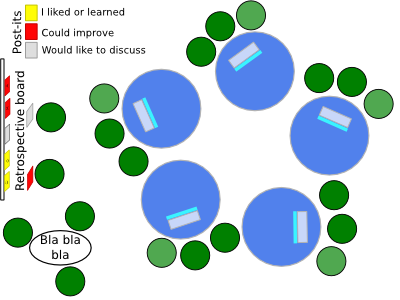 Post-its
I liked or learned
Could improve
Would like to discuss
Retrospective board
Bla bla
bla